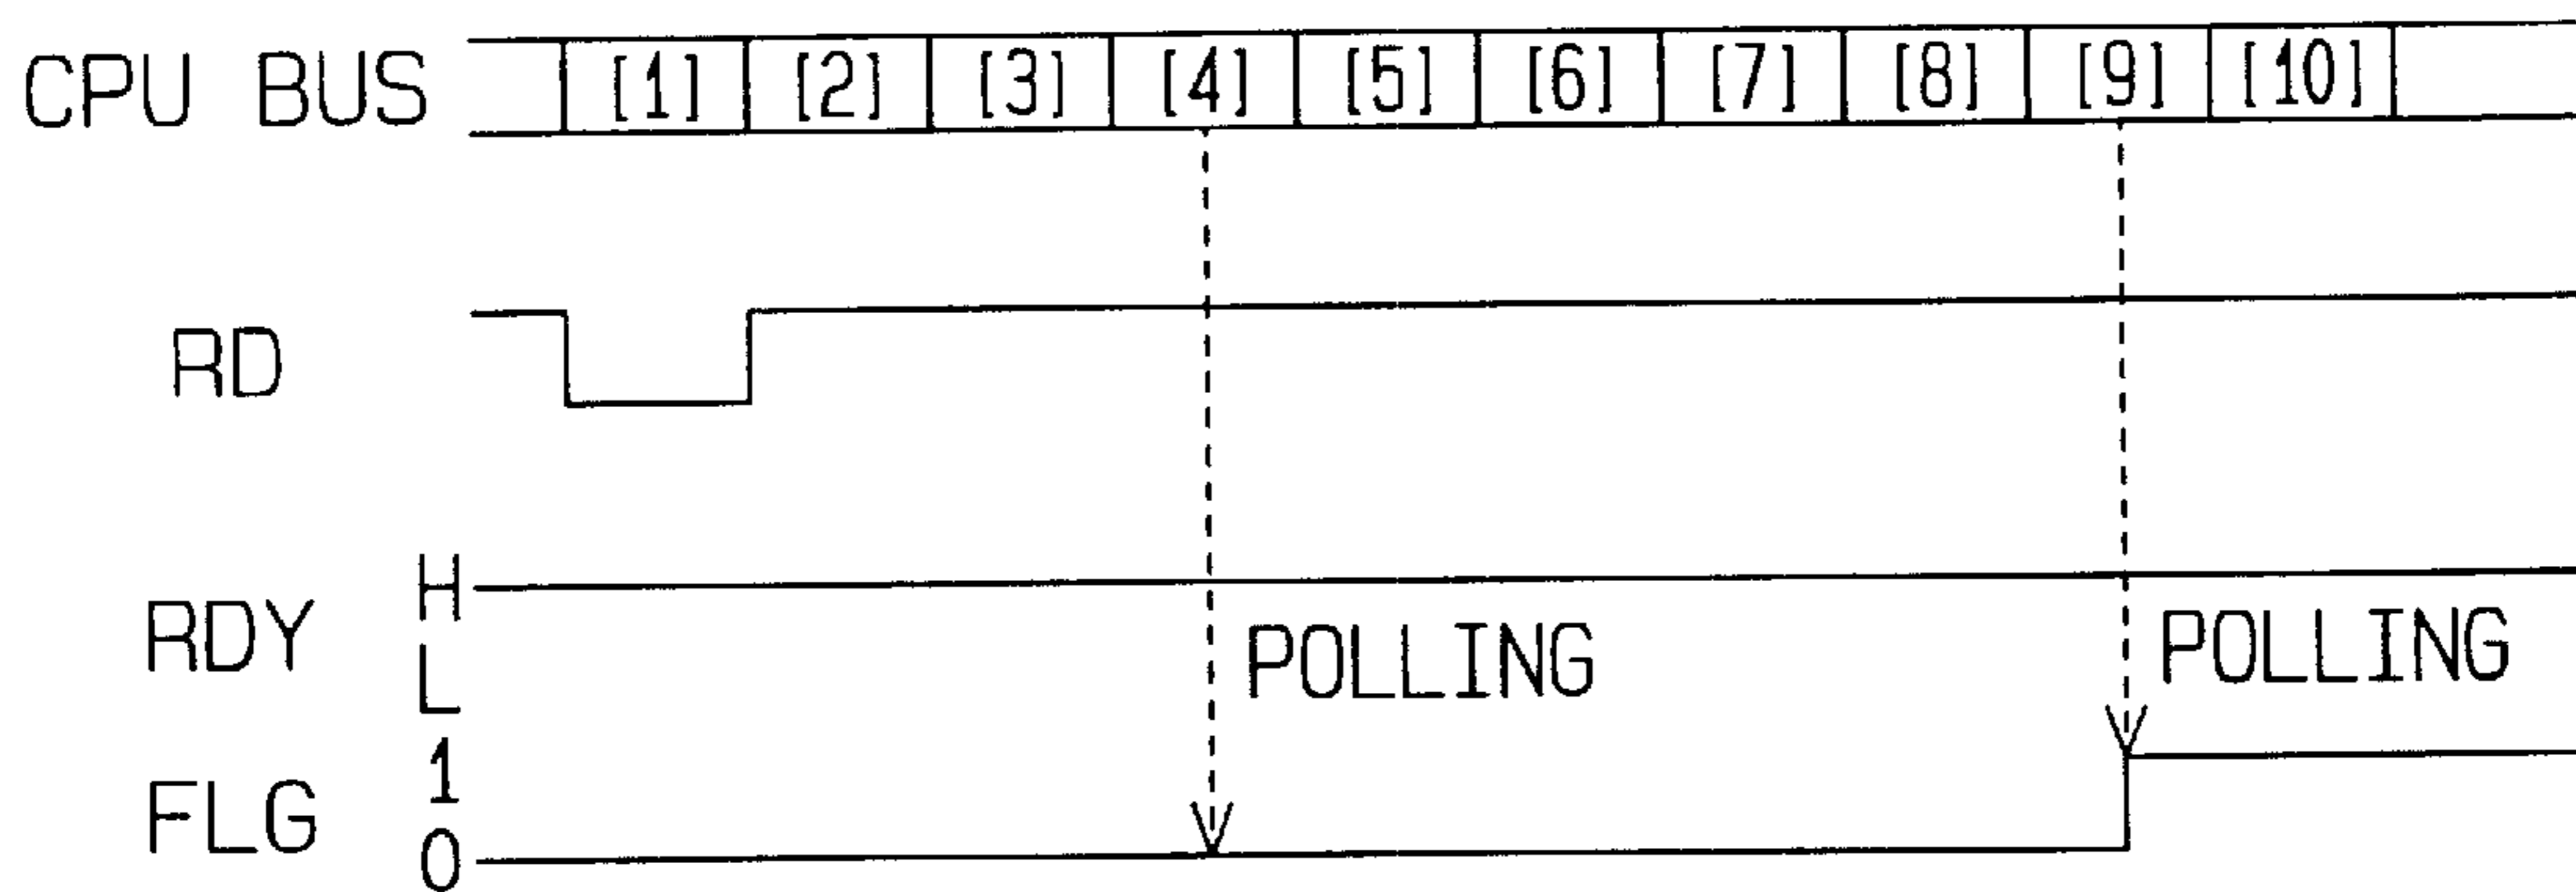 CPU BUS [1] [2] [3] [4] [5] [6] [7] [8] [9] [10]
RD
RDY H L
POLLING POLLING
FLG 1 0